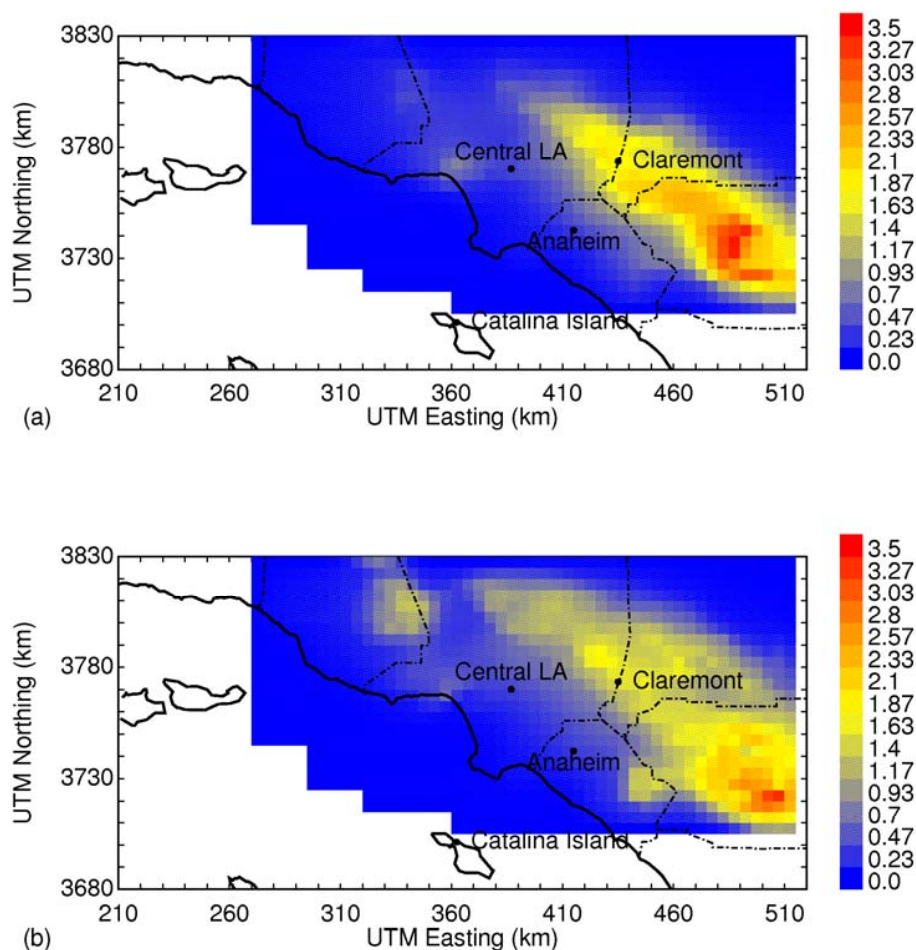 3830
3780
3730
3680
UTM Northing (km)
210 260 310 360 410 460 510
UTM Easting (km)
(a)
Central LA
Claremont
Anaheim
Catalina Island
3.5
3.27
3.03
2.8
2.57
2.33
2.1
1.87
1.63
1.4
1.17
0.93
0.7
0.47
0.23
0.0
3830
3780
3730
3680
UTM Northing (km)
210 260 310 360 410 460 510
UTM Easting (km)
(b)
Central LA
Claremont
Anaheim
Catalina Island
3.5
3.27
3.03
2.8
2.57
2.33
2.1
1.87
1.63
1.4
1.17
0.93
0.7
0.47
0.23
0.0